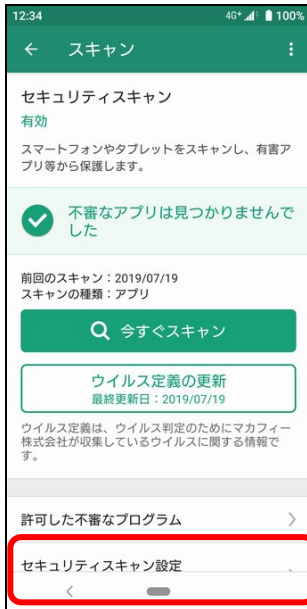 12:34 4G+ 100%
スキャン
セキュリティスキャン
有効
スマートフォンやタブレットをスキャンし、有害ア
プリ等から保護します。
不審なアプリは見つかりませんで
した
前回のスキャン：2019/07/19
スキャンの種類：アプリ
今すぐスキャン
ウイルス定義の更新
最終更新日：2019/07/19
ウイルス定義は、ウイルス判定のためにマカフィー
株式会社が収集しているウイルスに関する情報で
す。
許可した不審なプログラム
セキュリティスキャン設定